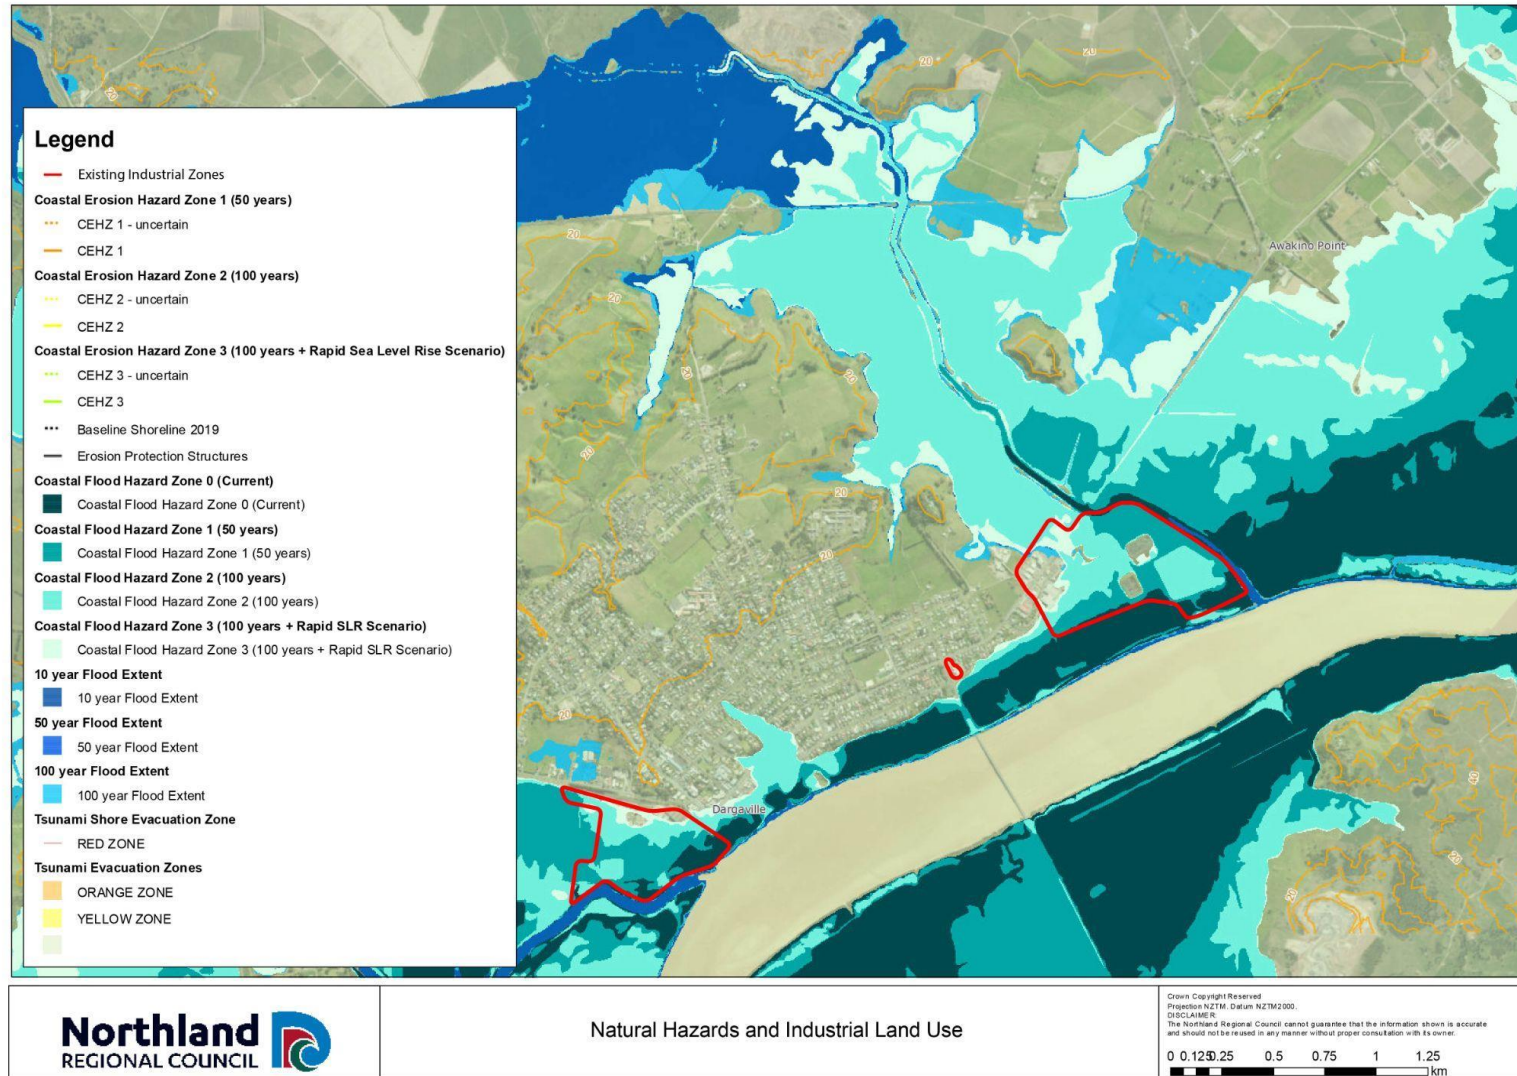 Legend
Existing Industrial Zones
Coastal Erosion Hazard Zone 1 (50 years)
CEHZ 1 - uncertain
CEHZ 1
Coastal Erosion Hazard Zone 2 (100 years)
CEHZ 2 - uncertain
CEHZ 2
Coastal Erosion Hazard Zone 3 (100 years + Rapid Sea Level Rise Scenario)
CEHZ 3 - uncertain
CEHZ 3
Baseline Shoreline 2019
Erosion Protection Structures
Coastal Flood Hazard Zone 0 (Current)
Coastal Flood Hazard Zone 0 (Current)
Coastal Flood Hazard Zone 1 (50 years)
Coastal Flood Hazard Zone 1 (50 years)
Coastal Flood Hazard Zone 2 (100 years)
Coastal Flood Hazard Zone 2 (100 years)
Coastal Flood Hazard Zone 3 (100 years + Rapid SLR Scenario)
Coastal Flood Hazard Zone 3 (100 years + Rapid SLR Scenario)
10 year Flood Extent
10 year Flood Extent
50 year Flood Extent
50 year Flood Extent
100 year Flood Extent
100 year Flood Extent
Tsunami Shore Evacuation Zone
RED ZONE
Tsunami Evacuation Zones
ORANGE ZONE
YELLOW ZONE
20
20
20
20
Awakino Point
20
20
20
20
20
20
20
20
Dargaville
40
20
20
Northland
REGIONAL COUNCIL
Natural Hazards and Industrial Land Use
Crown Copyright Reserved
Projection NZTM. Datum NZTM2000.
DISCLAIMER:
The Northland Regional Council cannot guarantee that the information shown is accurate
and should not be reused in any manner without proper consultation with its owner.
0 0.125 0.25 0.5 0.75 1 1.25
km